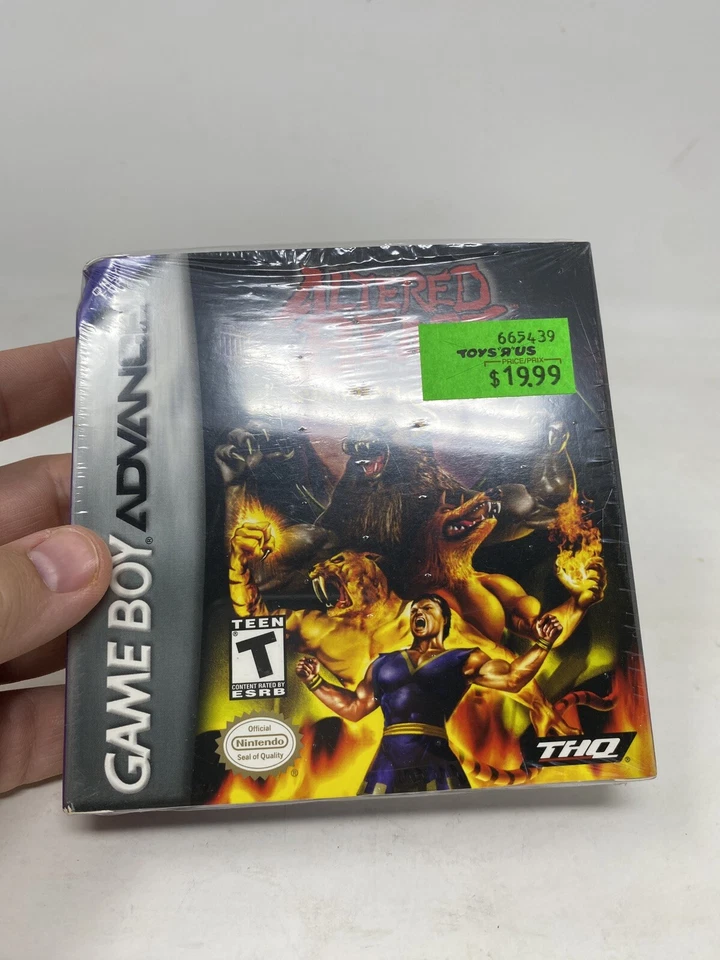 GAME BOY ADVANCE
ALTERED
665439
TOYS"R"US
PRICE/PRIX
$19.99
TEEN
T
®
CONTENT RATED BY
ESRB
Official
Nintendo
Seal of Quality
®
THQ